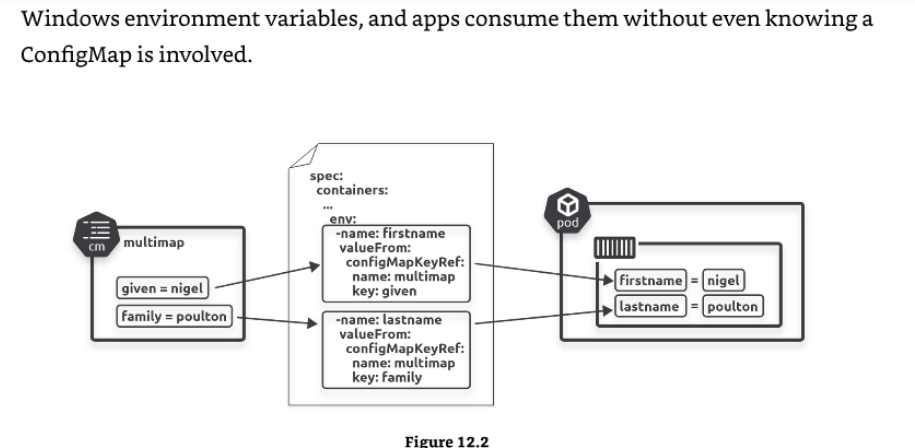 Windows environment variables, and apps consume them without even knowing a
ConfigMap is involved.
cm
multimap
given = nigel
family = poulton
spec:
containers:
...
env:
-name: firstname
valueFrom:
configMapKeyRef:
name: multimap
key: given
-name: lastname
valueFrom:
configMapKeyRef:
name: multimap
key: family
pod
firstname = nigel
lastname = poulton
Figure 12.2